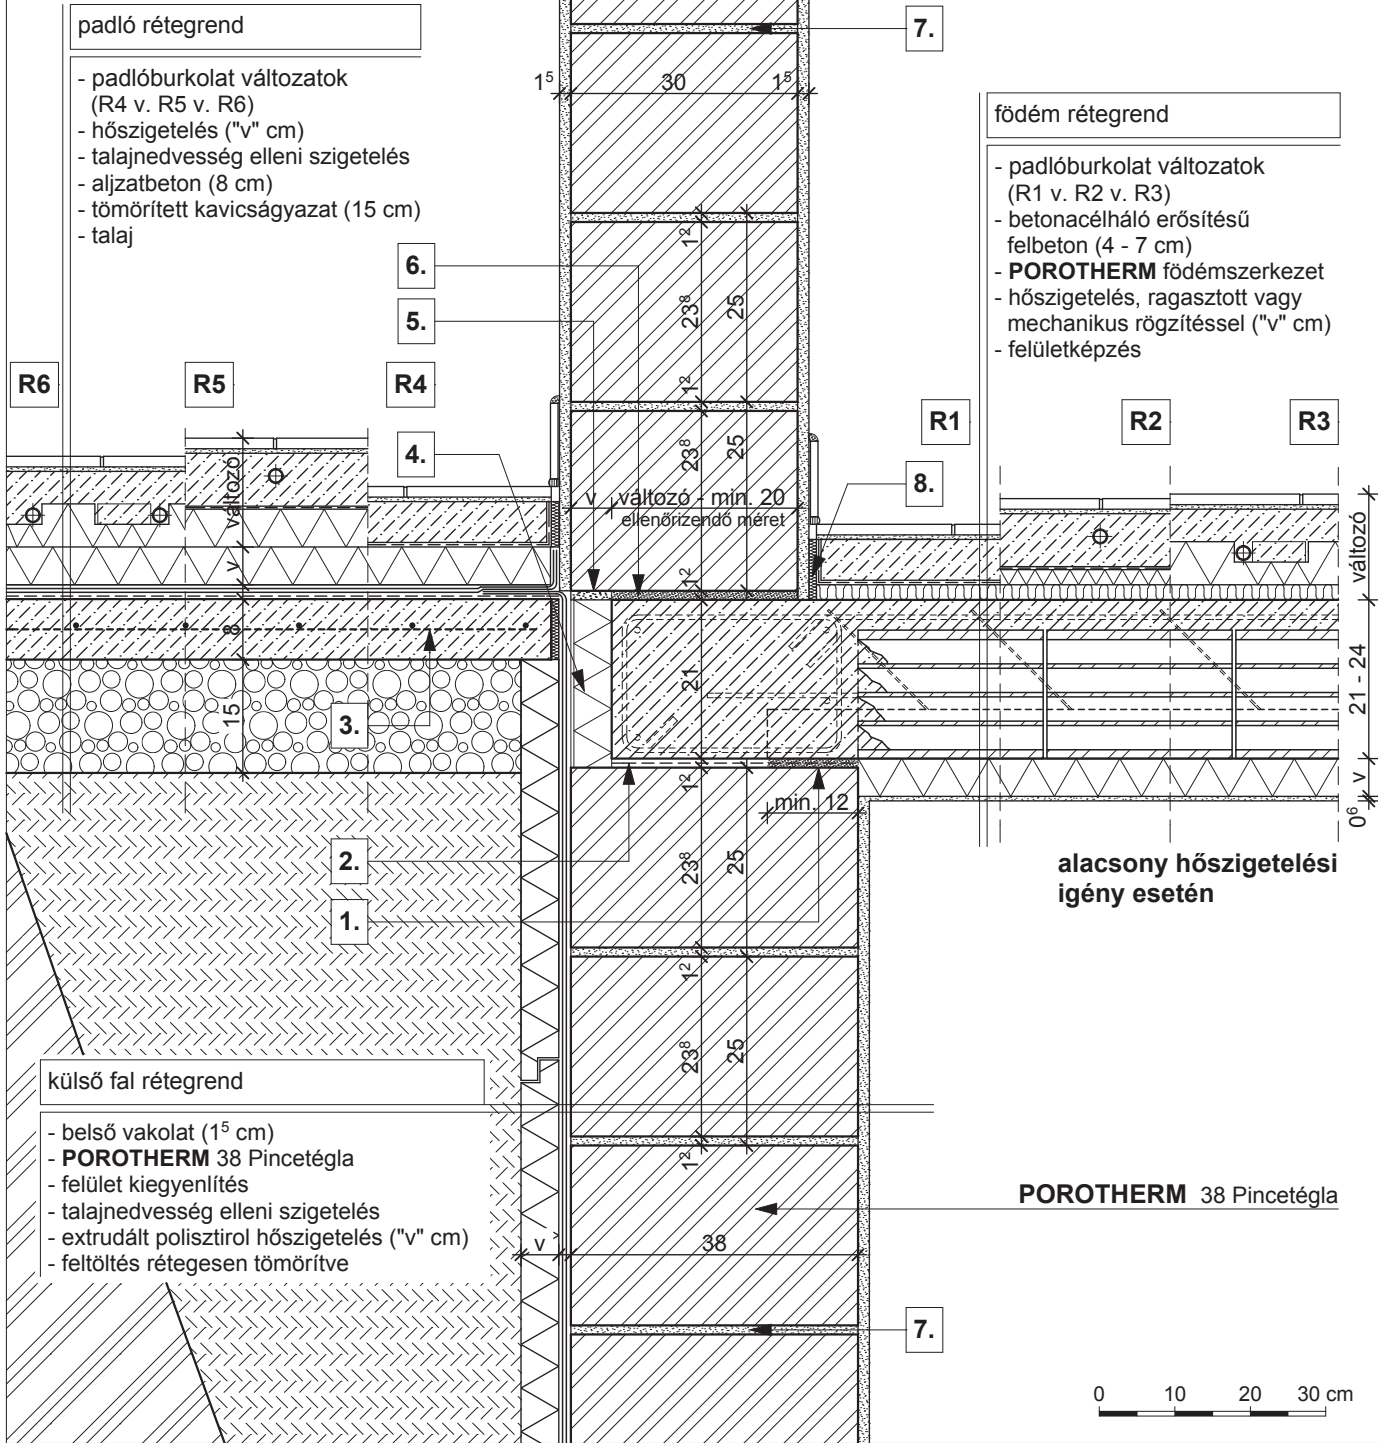 padló rétegrend
- padlóburkolat változatok
(R4 v. R5 v. R6)
- hőszigetelés ("v" cm)
- talajnedvesség elleni szigetelés
- aljzatbeton (8 cm)
- tömörített kavicságyazat (15 cm)
- talaj
7.
1⁵ 30 1⁵
födém rétegrend
- padlóburkolat változatok
(R1 v. R2 v. R3)
- betonacélháló erősítésű
felbeton (4 - 7 cm)
- POROTHERM födémszerkezet
- hőszigetelés, ragasztott vagy
mechanikus rögzítéssel ("v" cm)
- felületképzés
6.
5.
1²
23⁸
25
1²
R6
R5
R4
R1
R2
R3
4.
8.
23⁸
25
változó
v
8
15
v
változó - min. 20
ellenőrizendő méret
1²
21
változó
21 - 24
v
0⁶
3.
2.
1.
1²
min. 12
23⁸
25
alacsony hőszigetelési
igény esetén
1²
23⁸
25
1²
külső fal rétegrend
- belső vakolat (1⁵ cm)
- POROTHERM 38 Pincetégla
- felület kiegyenlítés
- talajnedvesség elleni szigetelés
- extrudált polisztirol hőszigetelés ("v" cm)
- feltöltés rétegesen tömörítve
POROTHERM 38 Pincetégla
v
38
7.
0 10 20 30 cm